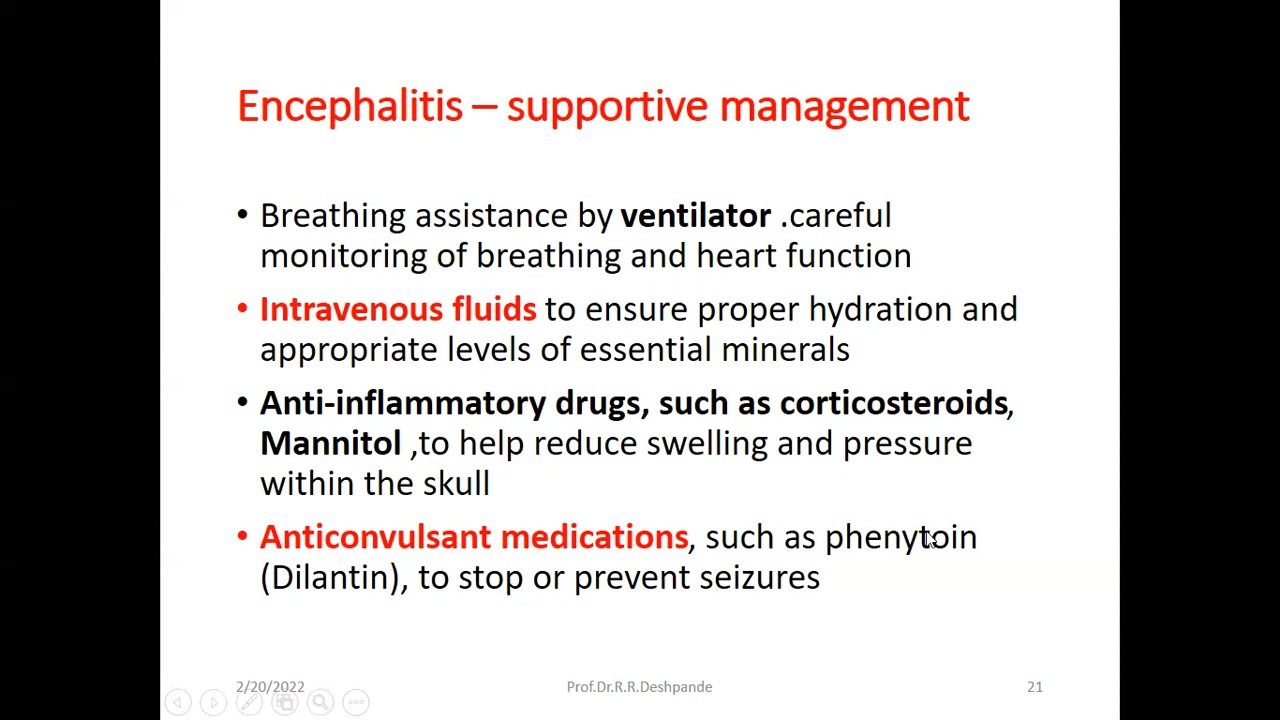 Encephalitis – supportive management
• Breathing assistance by ventilator .careful
monitoring of breathing and heart function
• Intravenous fluids to ensure proper hydration and
appropriate levels of essential minerals
• Anti-inflammatory drugs, such as corticosteroids,
Mannitol ,to help reduce swelling and pressure
within the skull
• Anticonvulsant medications, such as phenytoin
(Dilantin), to stop or prevent seizures
2/20/2022 Prof.Dr.R.R.Deshpande 21